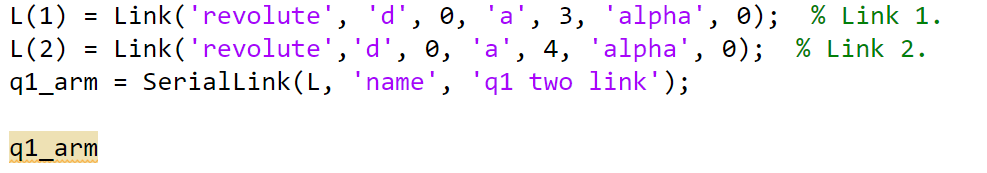 L(1) = Link('revolute', 'd', 0, 'a', 3, 'alpha', 0);  % Link 1.
L(2) = Link('revolute','d', 0, 'a', 4, 'alpha', 0);  % Link 2.
q1_arm = SerialLink(L, 'name', 'q1 two link');
q1_arm